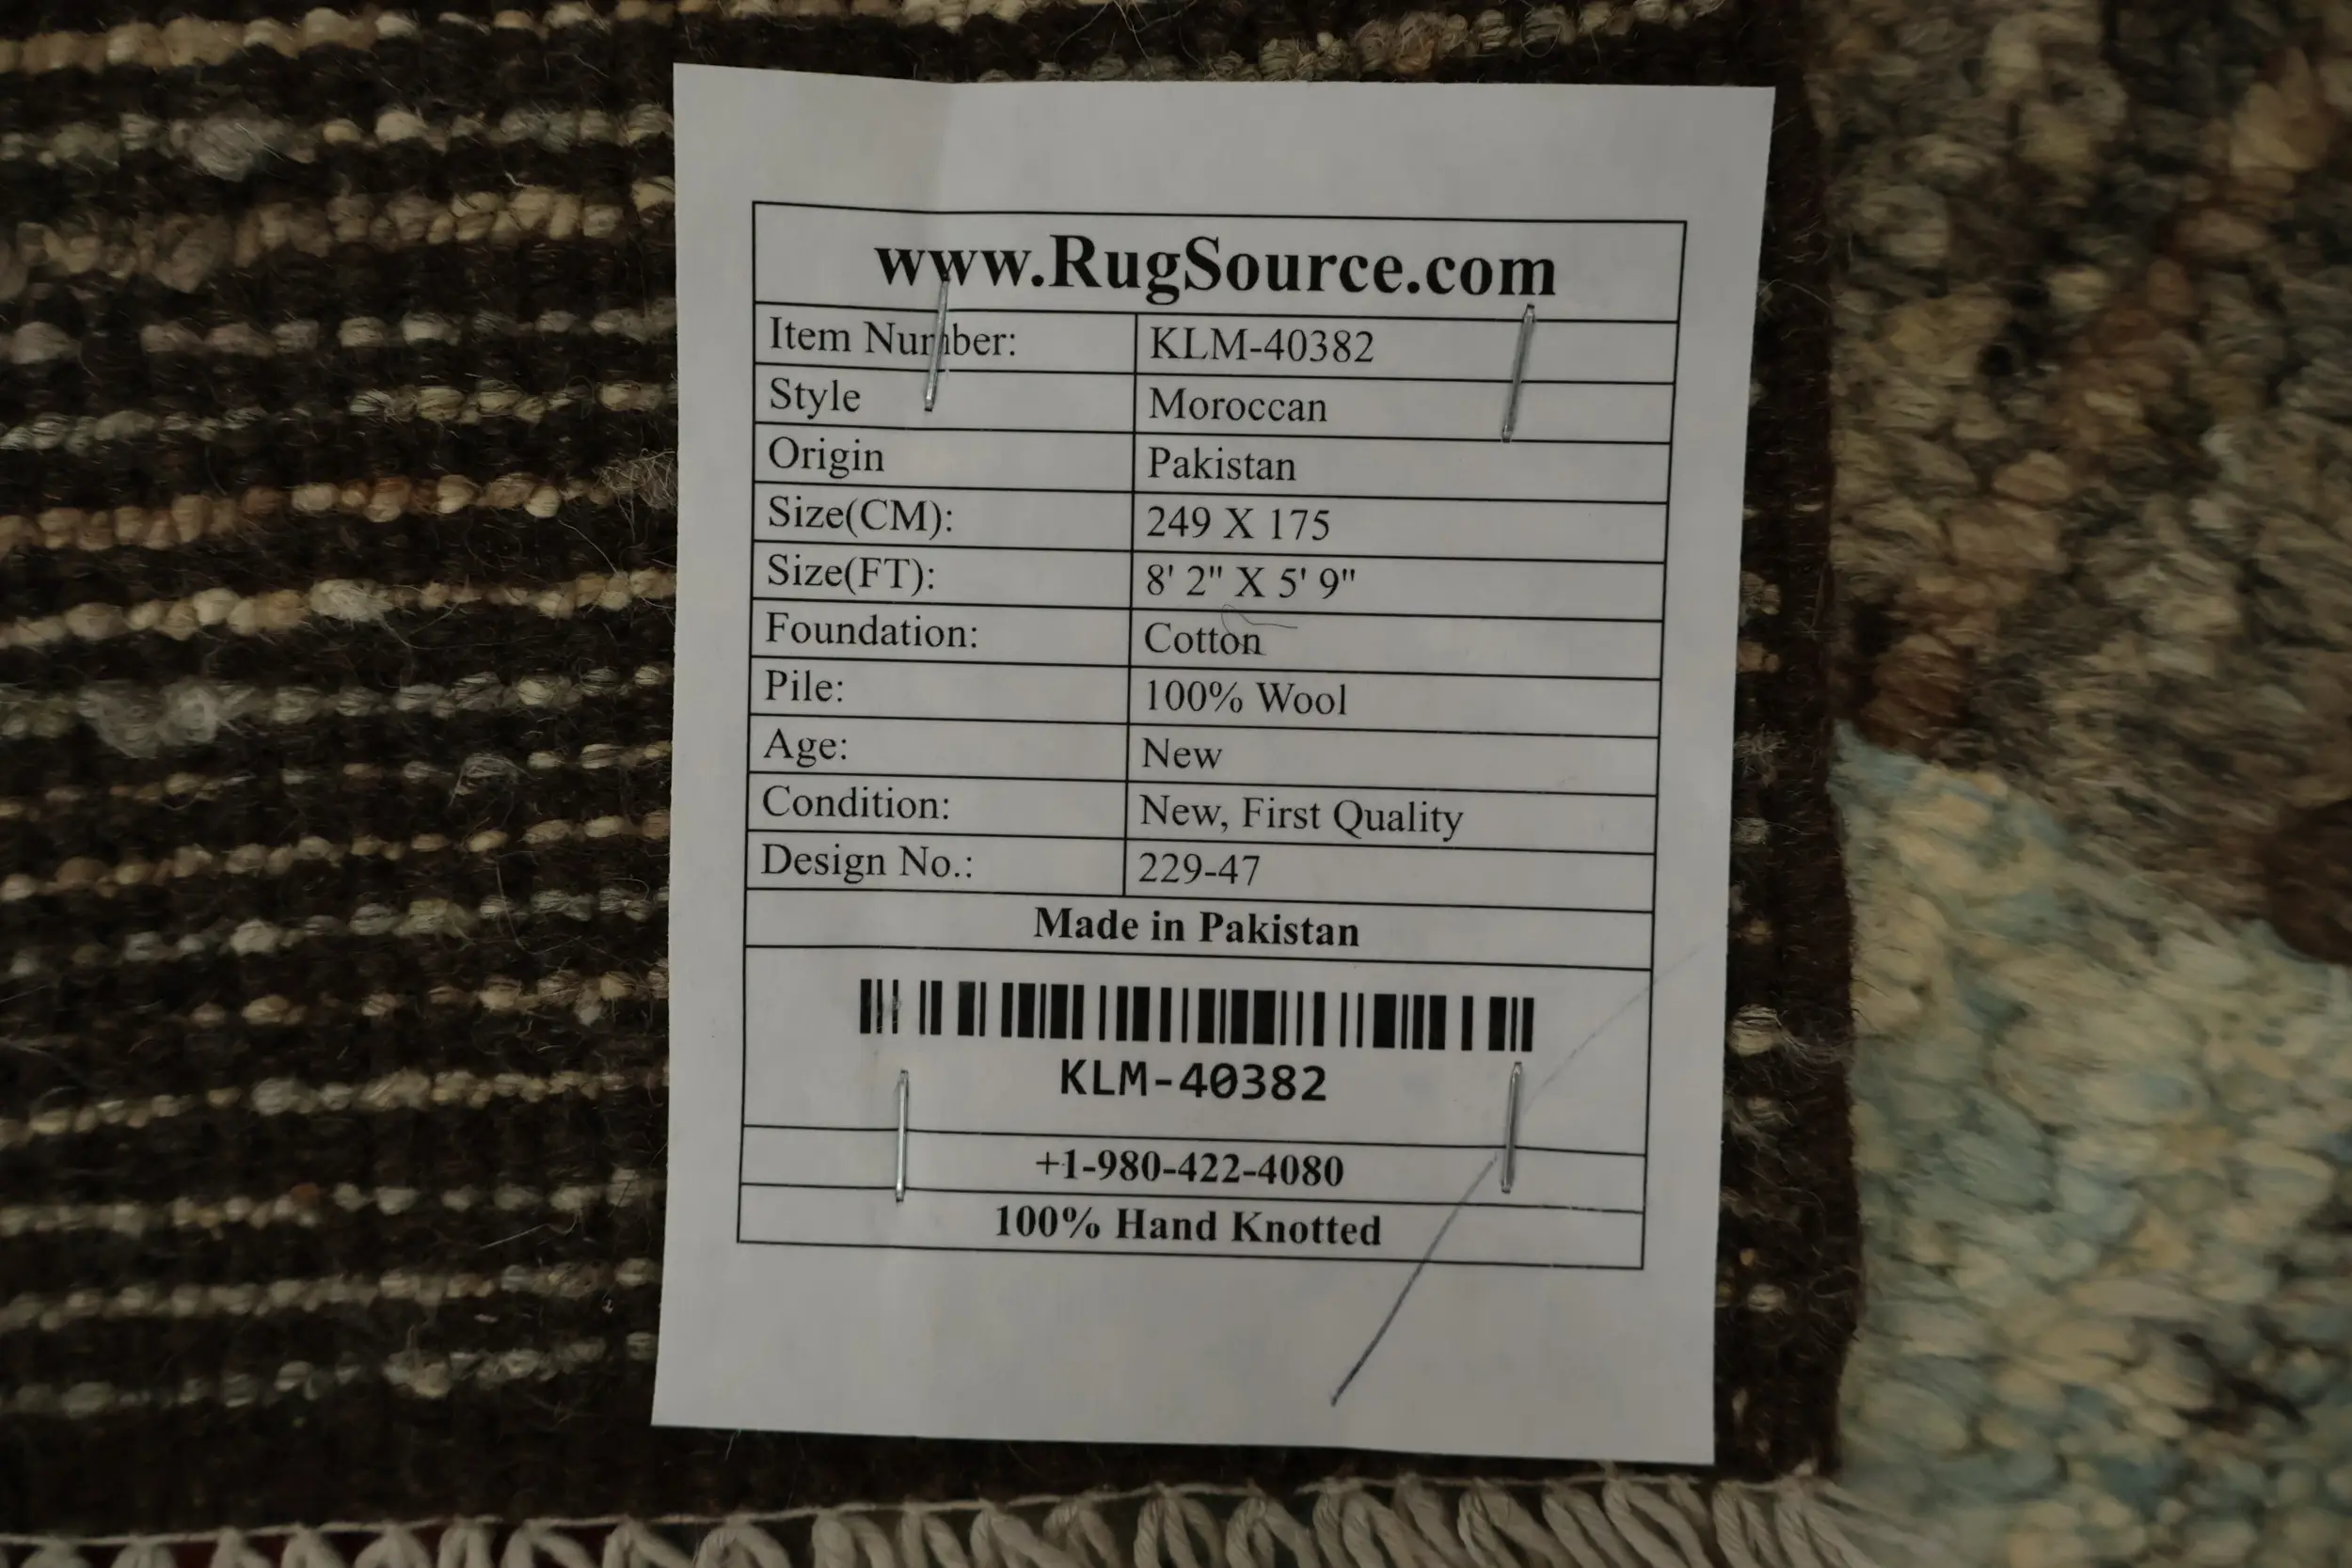 www.RugSource.com
Item Number: KLM-40382
Style Moroccan
Origin Pakistan
Size(CM): 249 X 175
Size(FT): 8' 2" X 5' 9"
Foundation: Cotton
Pile: 100% Wool
Age: New
Condition: New, First Quality
Design No.: 229-47
Made in Pakistan
KLM-40382
+1-980-422-4080
100% Hand Knotted